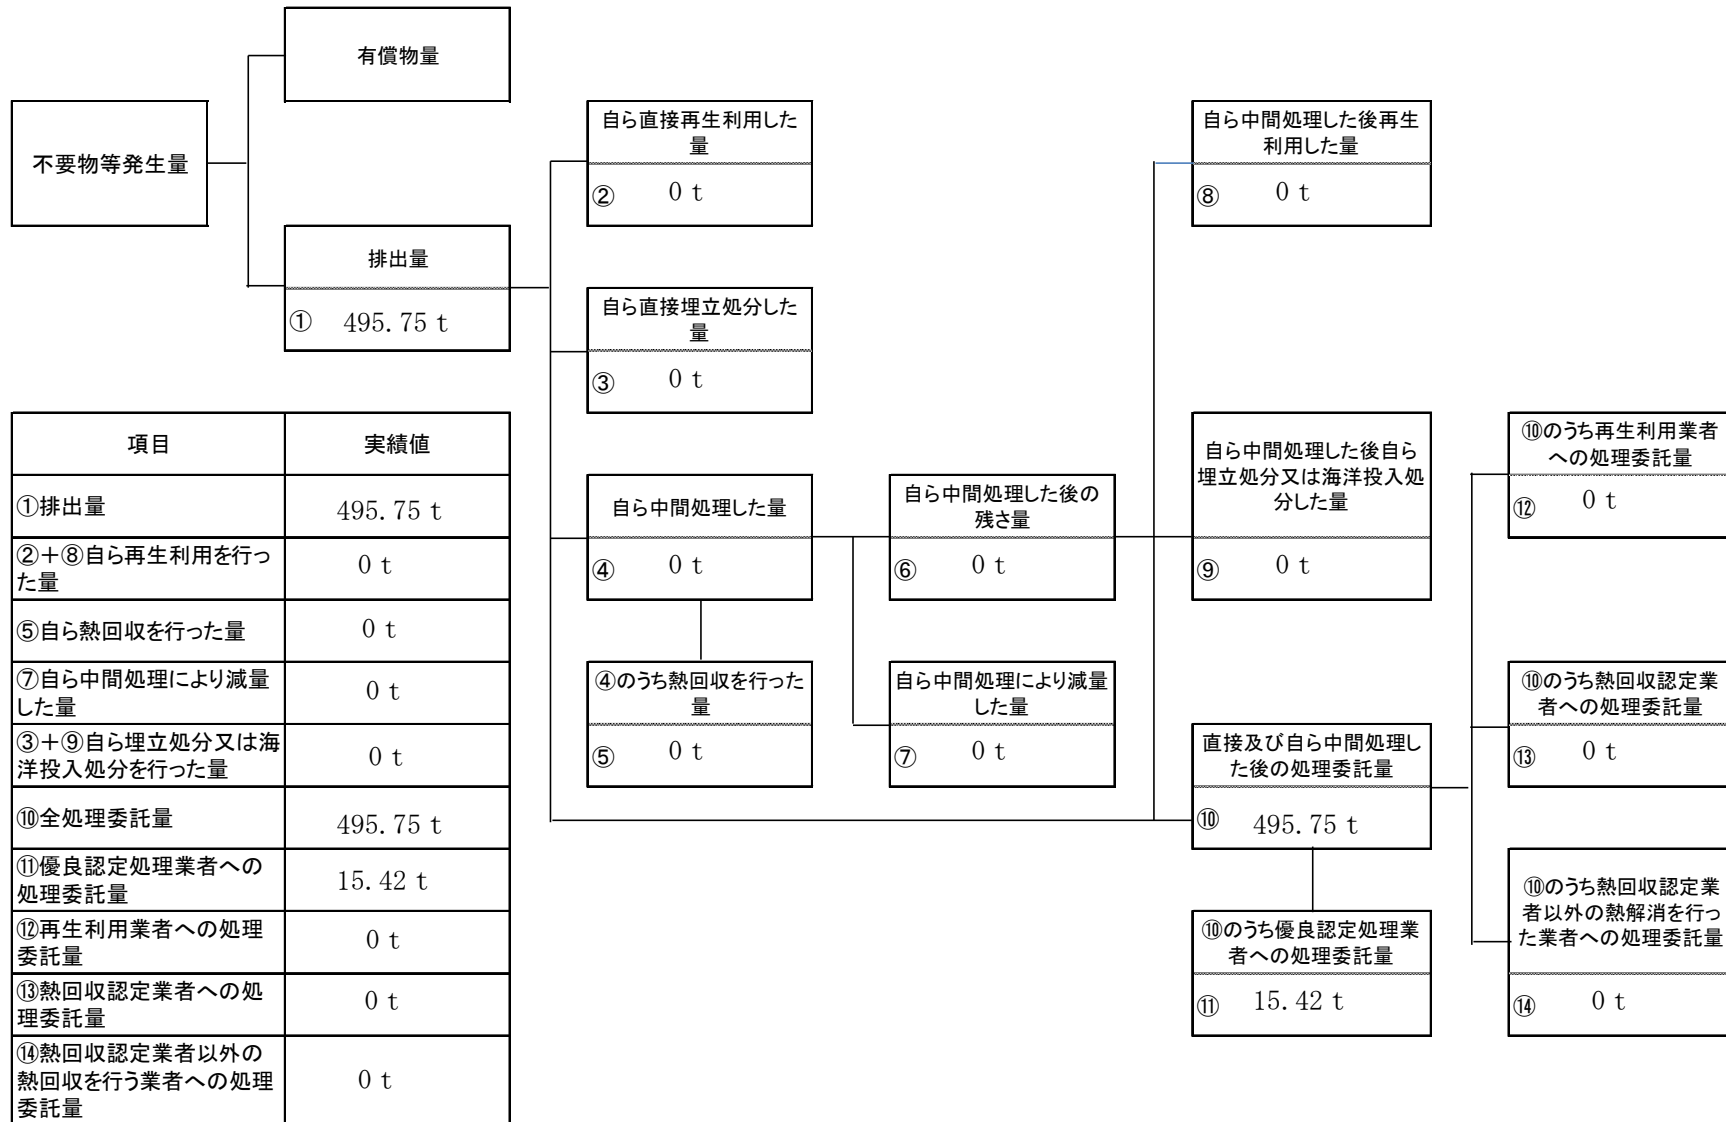 有償物量
不要物等発生量
排出量
① 495.75 t
自ら直接再生利用した
量
② 0 t
自ら直接埋立処分した
量
③ 0 t
自ら中間処理した量
④ 0 t
④のうち熱回収を行った
量
⑤ 0 t
自ら中間処理した後の
残さ量
⑥ 0 t
自ら中間処理により減量
した量
⑦ 0 t
自ら中間処理した後再生
利用した量
⑧ 0 t
自ら中間処理した後自ら
埋立処分又は海洋投入処
分した量
⑨ 0 t
直接及び自ら中間処理し
た後の処理委託量
⑩ 495.75 t
⑩のうち優良認定処理業
者への処理委託量
⑪ 15.42 t
⑩のうち再生利用業者
への処理委託量
⑫ 0 t
⑩のうち熱回収認定業
者への処理委託量
⑬ 0 t
⑩のうち熱回収認定業
者以外の熱解消を行っ
た業者への処理委託量
⑭ 0 t
項目 実績値
①排出量 495.75 t
②＋⑧自ら再生利用を行っ
た量 0 t
⑤自ら熱回収を行った量 0 t
⑦自ら中間処理により減量
した量 0 t
③＋⑨自ら埋立処分又は海
洋投入処分を行った量 0 t
⑩全処理委託量 495.75 t
⑪優良認定処理業者への
処理委託量 15.42 t
⑫再生利用業者への処理
委託量 0 t
⑬熱回収認定業者への処
理委託量 0 t
⑭熱回収認定業者以外の
熱回収を行う業者への処理
委託量 0 t